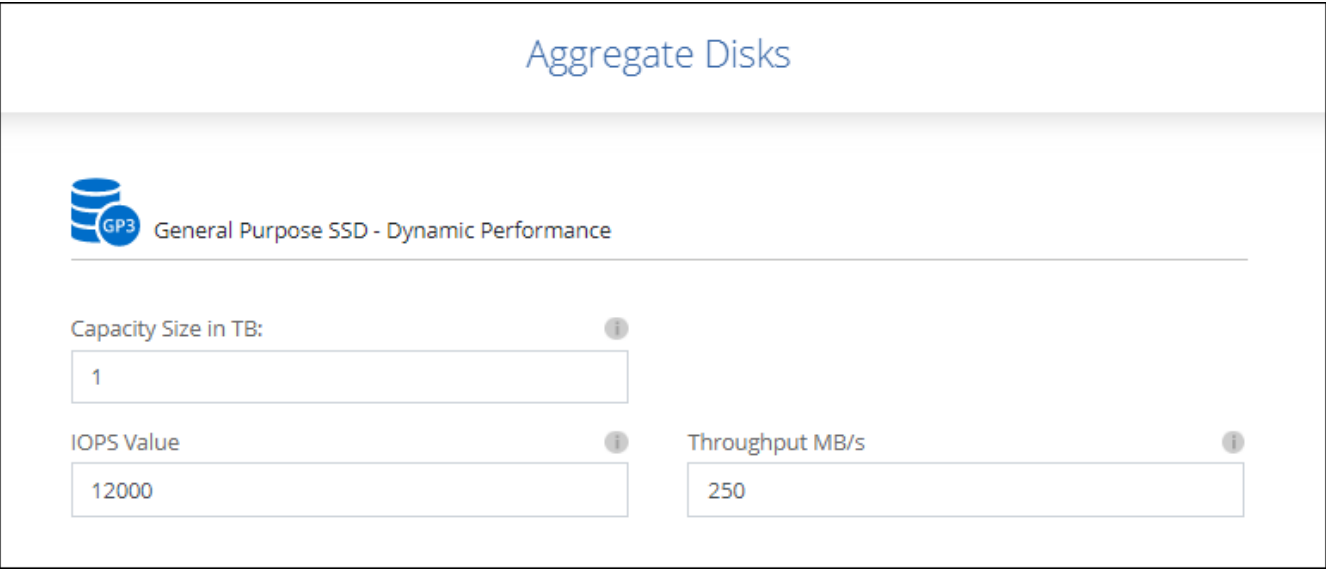 Aggregate Disks
GP3
General Purpose SSD - Dynamic Performance
Capacity Size in TB:
1
IOPS Value
Throughput MB/s
12000
250